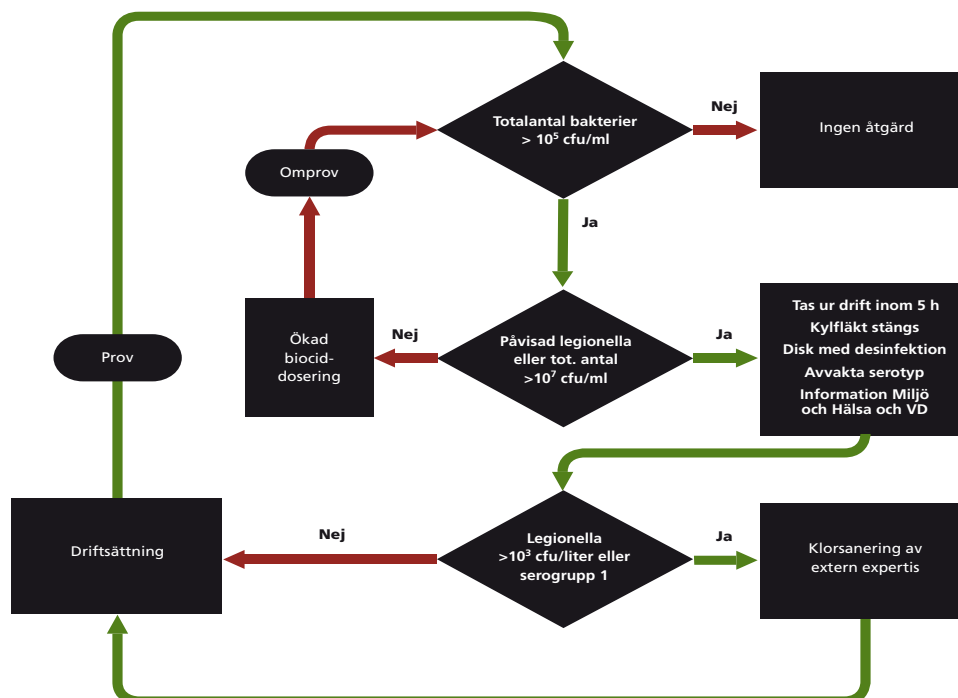 Totalantal bakterier
> 10⁵ cfu/ml
Nej
Ingen åtgärd
Omprov
Ja
Prov
Ökad
biocid-
dosering
Nej
Påvisad legionella
eller tot. antal
>10⁷ cfu/ml
Ja
Tas ur drift inom 5 h
Kylfläkt stängs
Disk med desinfektion
Avvakta serotyp
Information Miljö
och Hälsa och VD
Driftsättning
Nej
Legionella
>10³ cfu/liter eller
serogrupp 1
Ja
Klorsanering av
extern expertis